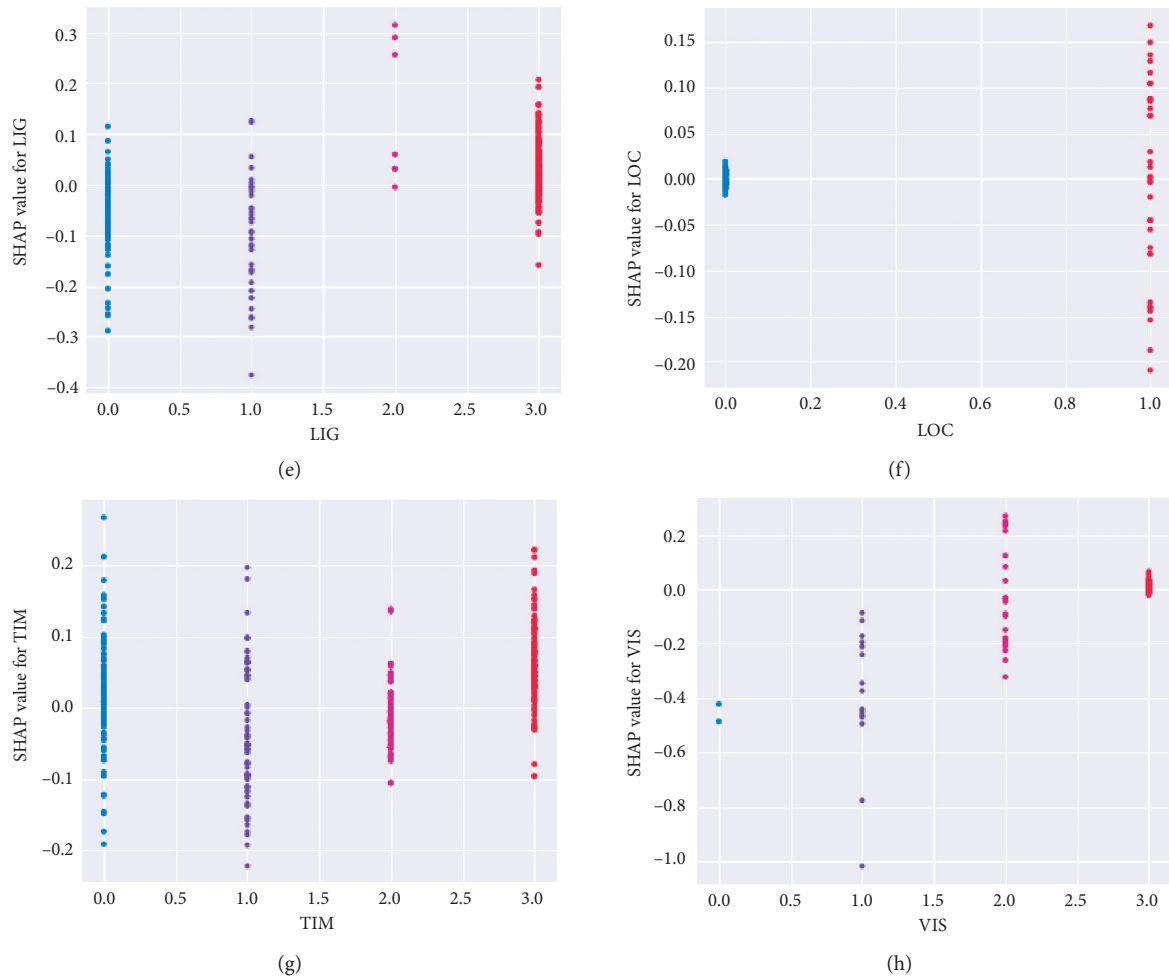 0.3
0.2
0.1
0.0
–0.1
–0.2
–0.3
–0.4
SHAP value for LIG
0.0 0.5 1.0 1.5 2.0 2.5 3.0
LIG
(e)
0.15
0.10
0.05
0.00
–0.05
–0.10
–0.15
–0.20
SHAP value for LOC
0.0 0.2 0.4 0.6 0.8 1.0
LOC
(f)
0.2
0.1
0.0
–0.1
–0.2
SHAP value for TIM
0.0 0.5 1.0 1.5 2.0 2.5 3.0
TIM
(g)
0.2
0.0
–0.2
–0.4
–0.6
–0.8
–1.0
SHAP value for VIS
0.0 0.5 1.0 1.5 2.0 2.5 3.0
VIS
(h)